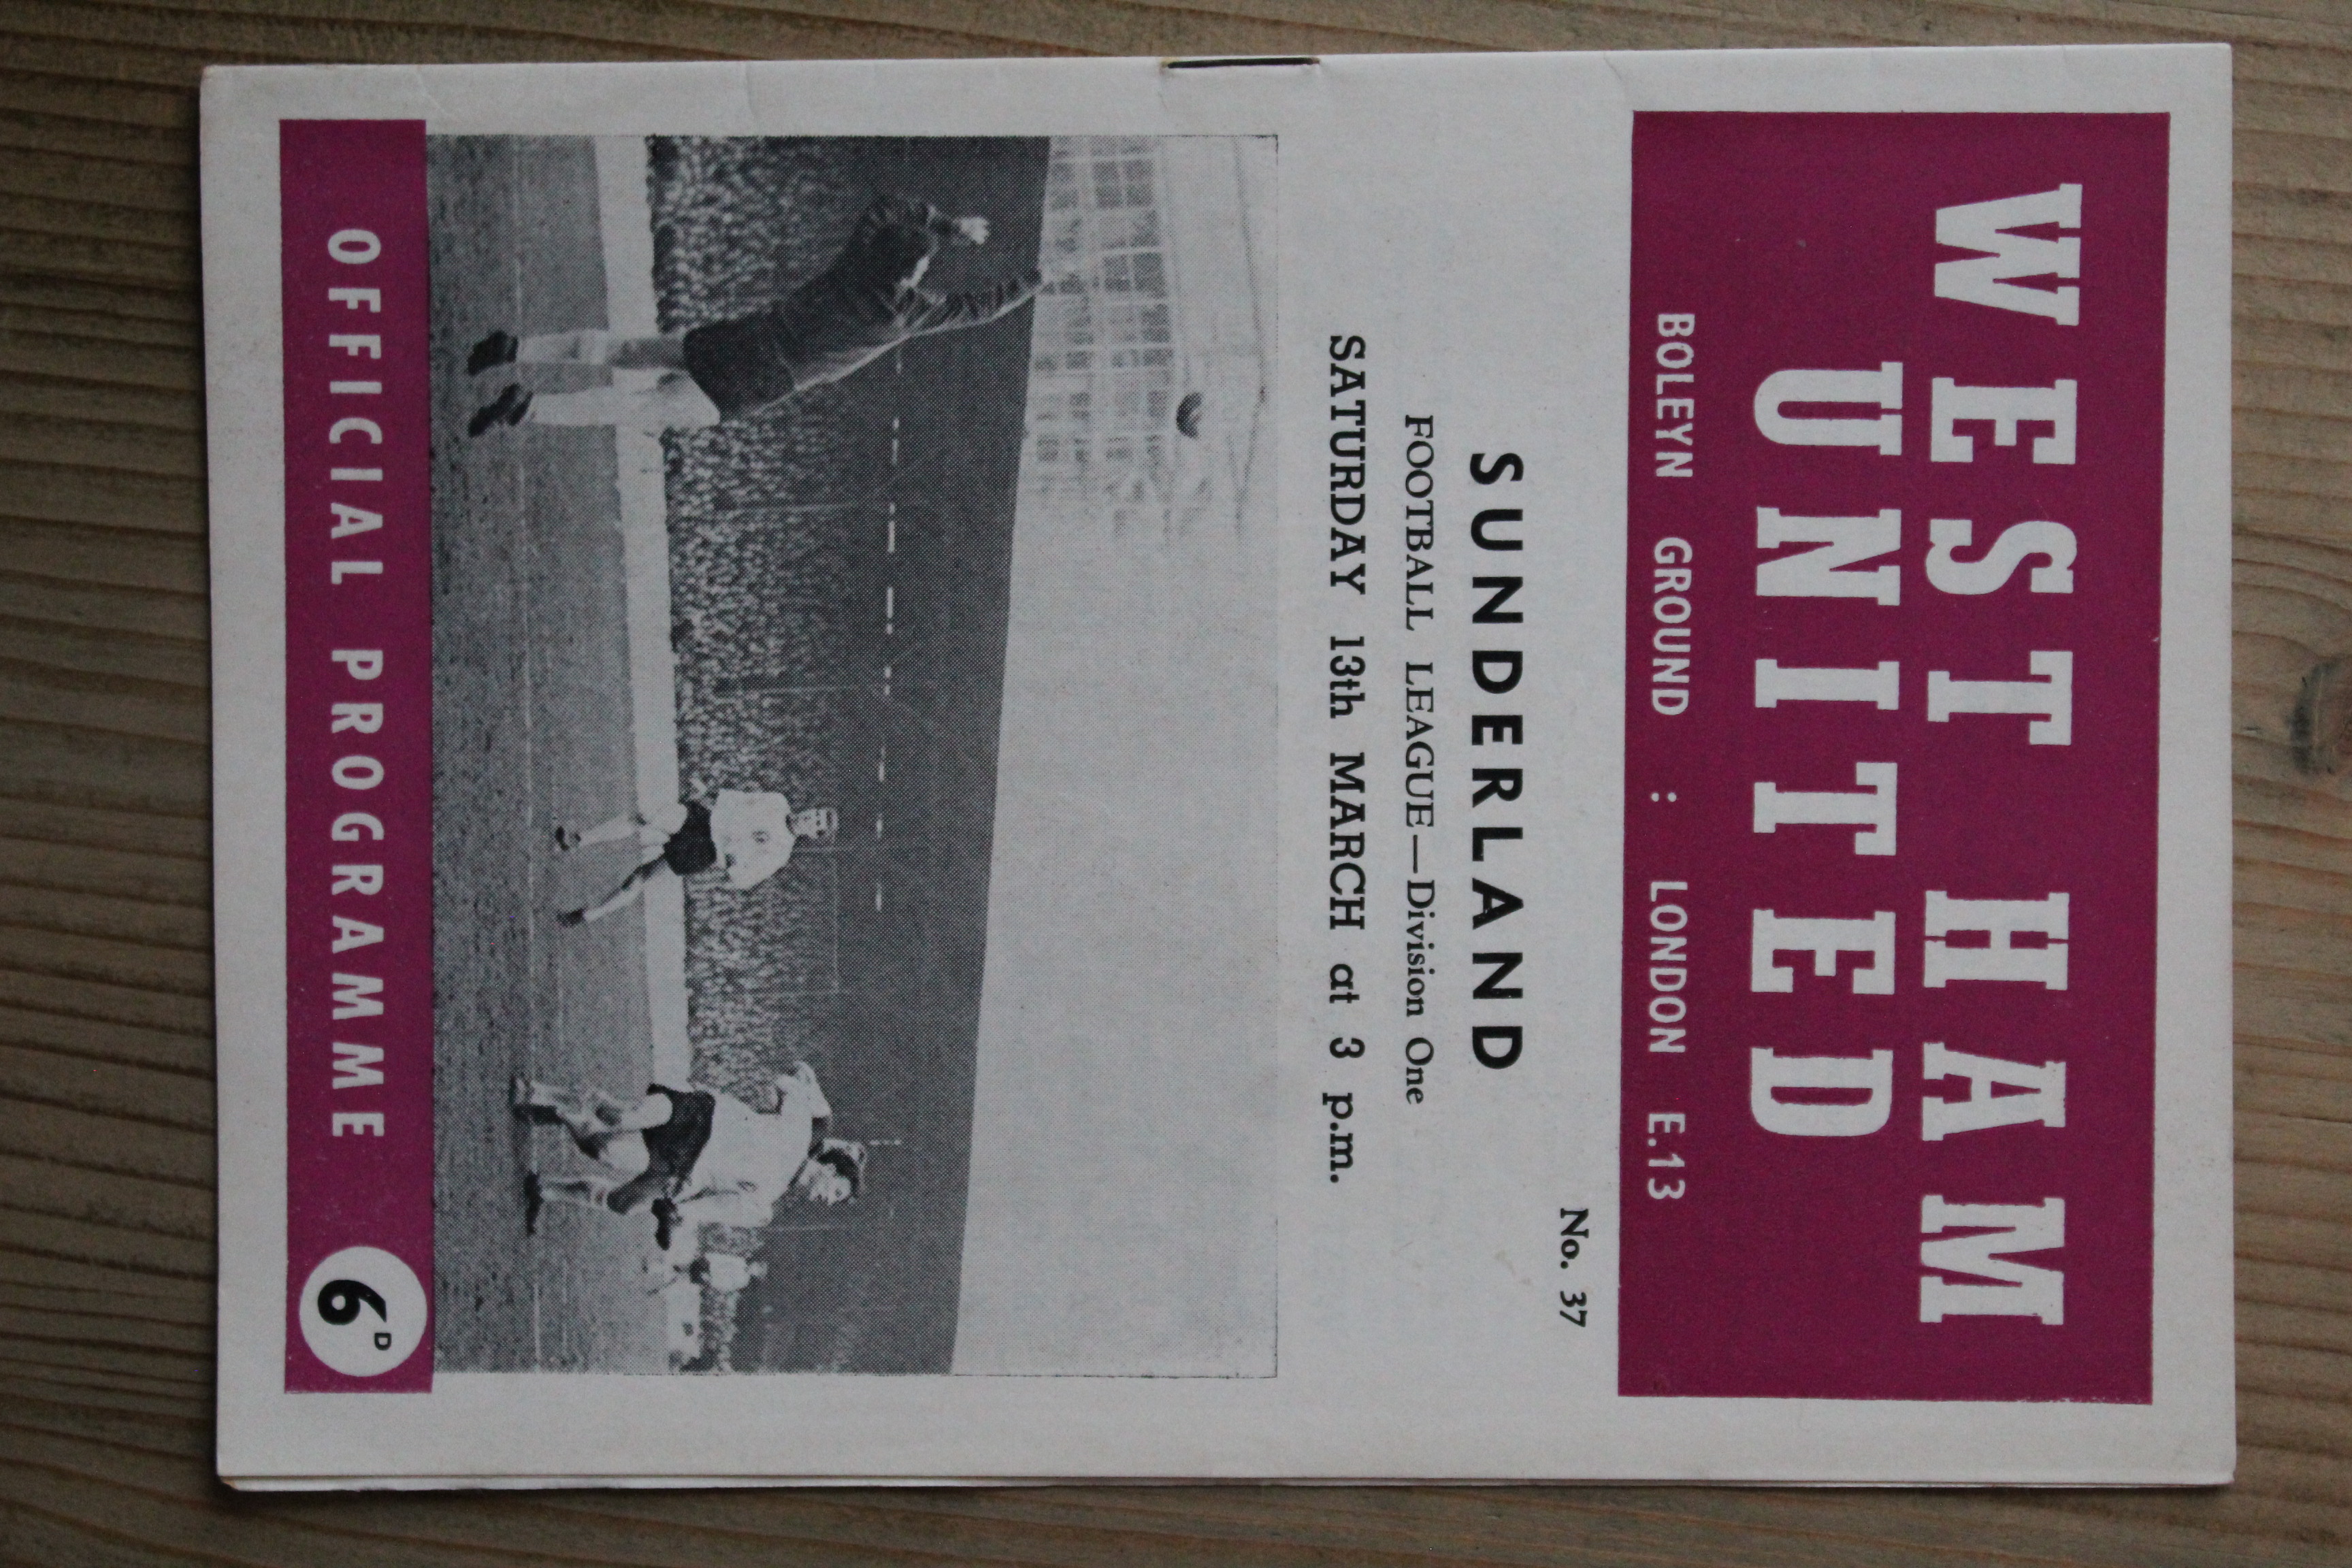 WEST HAM
UNITED
BOLEYN GROUND : LONDON E.13
No. 37
SUNDERLAND
FOOTBALL LEAGUE—Division One
SATURDAY 13th MARCH at 3 p.m.
OFFICIAL PROGRAMME 6D